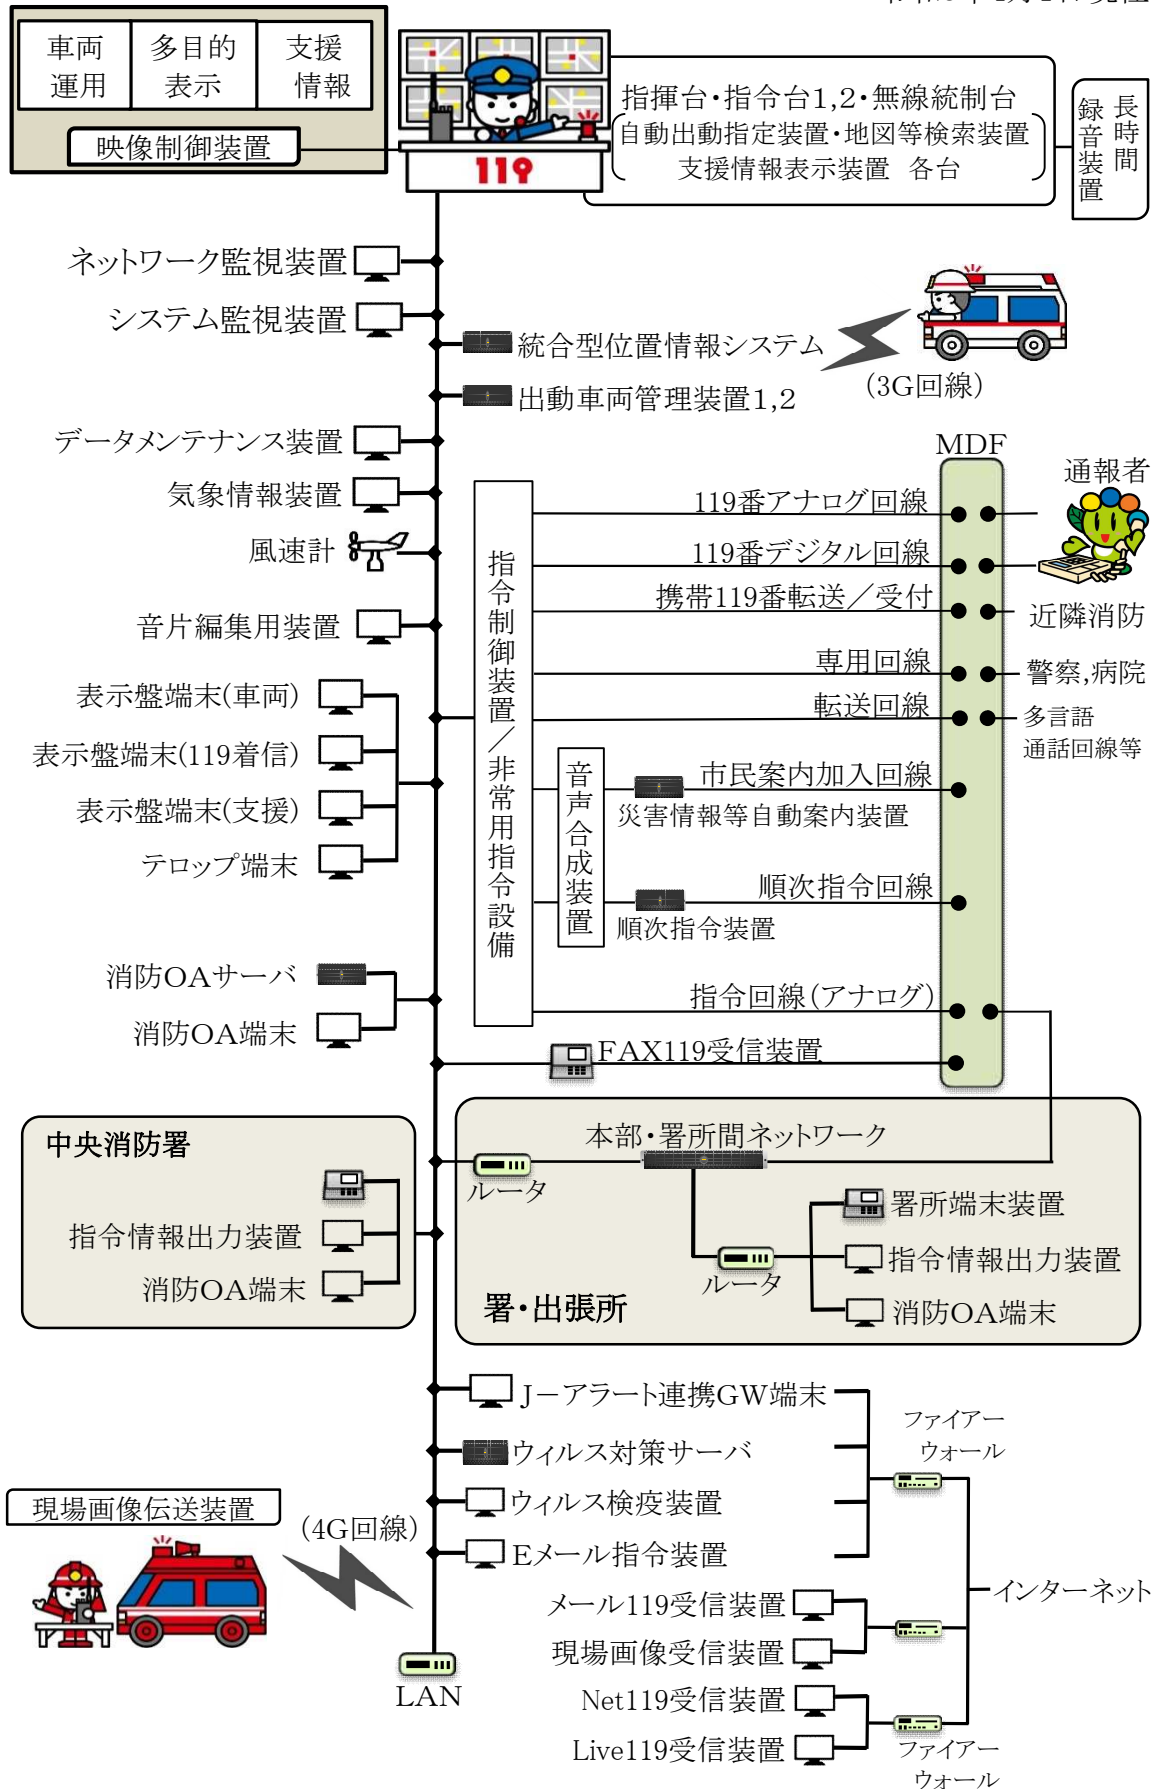 車両
運用
多目的
表示
支援
情報
映像制御装置
119
指揮台・指令台1,2・無線統制台
自動出動指定装置・地図等検索装置
支援情報表示装置 各台
長時間
録音装置
ネットワーク監視装置
システム監視装置
統合型位置情報システム
(3G回線)
出動車両管理装置1,2
データメンテナンス装置
気象情報装置
風速計
音片編集用装置
表示盤端末(車両)
表示盤端末(119着信)
表示盤端末(支援)
テロップ端末
消防OAサーバ
消防OA端末
指令制御装置/非常用指令設備
MDF
通報者
119番アナログ回線
119番デジタル回線
携帯119番転送/受付
近隣消防
専用回線
警察,病院
転送回線
多言語
通話回線等
音声合成装置
市民案内加入回線
災害情報等自動案内装置
順次指令回線
順次指令装置
指令回線(アナログ)
FAX119受信装置
中央消防署
指令情報出力装置
消防OA端末
本部・署所間ネットワーク
ルータ
署所端末装置
指令情報出力装置
ルータ
消防OA端末
署・出張所
J-アラート連携GW端末
ウィルス対策サーバ
ウィルス検疫装置
Eメール指令装置
ファイアー
ウォール
現場画像伝送装置
(4G回線)
メール119受信装置
現場画像受信装置
インターネット
Net119受信装置
Live119受信装置
ファイアー
ウォール
LAN